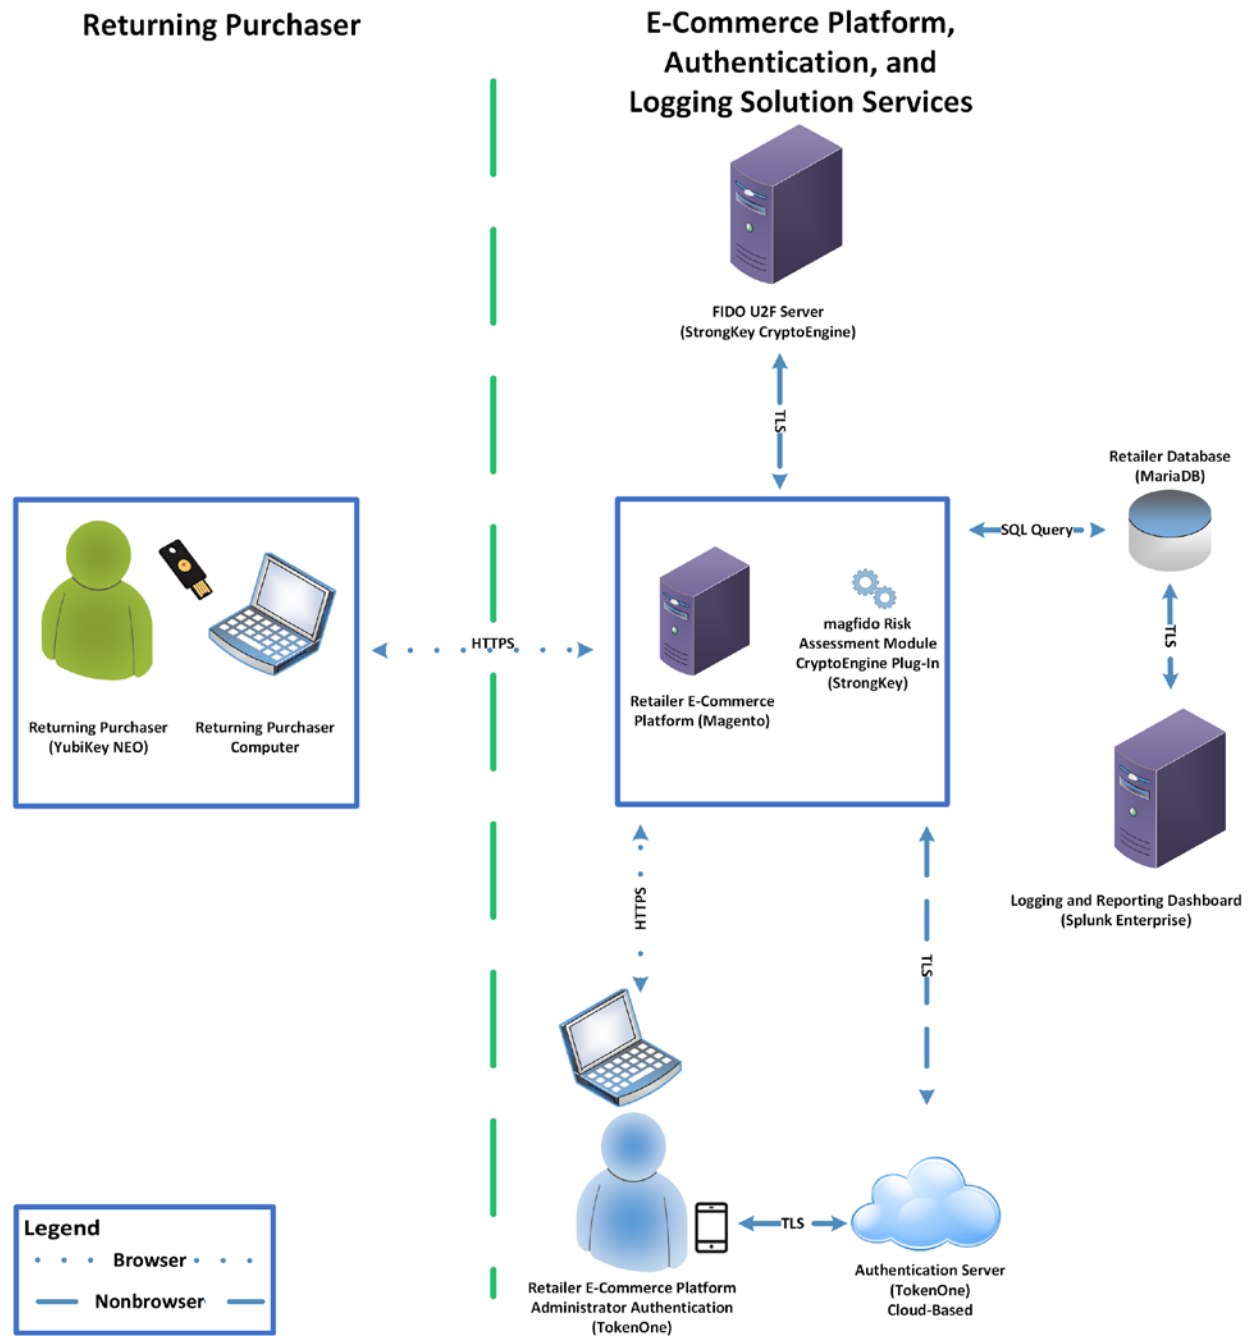 Returning Purchaser
E-Commerce Platform,
Authentication, and
Logging Solution Services
FIDO U2F Server
(StrongKey CryptoEngine)
TLS
Retailer Database
(MariaDB)
SQL Query
TLS
magfido Risk
Assessment Module
CryptoEngine Plug-In
(StrongKey)
Retailer E-Commerce
Platform (Magento)
HTTPS
Returning Purchaser
(YubiKey NEO)
Returning Purchaser
Computer
Logging and Reporting Dashboard
(Splunk Enterprise)
HTTPS
TLS
TLS
Retailer E-Commerce Platform
Administrator Authentication
(TokenOne)
Authentication Server
(TokenOne)
Cloud-Based
Legend
Browser
Nonbrowser